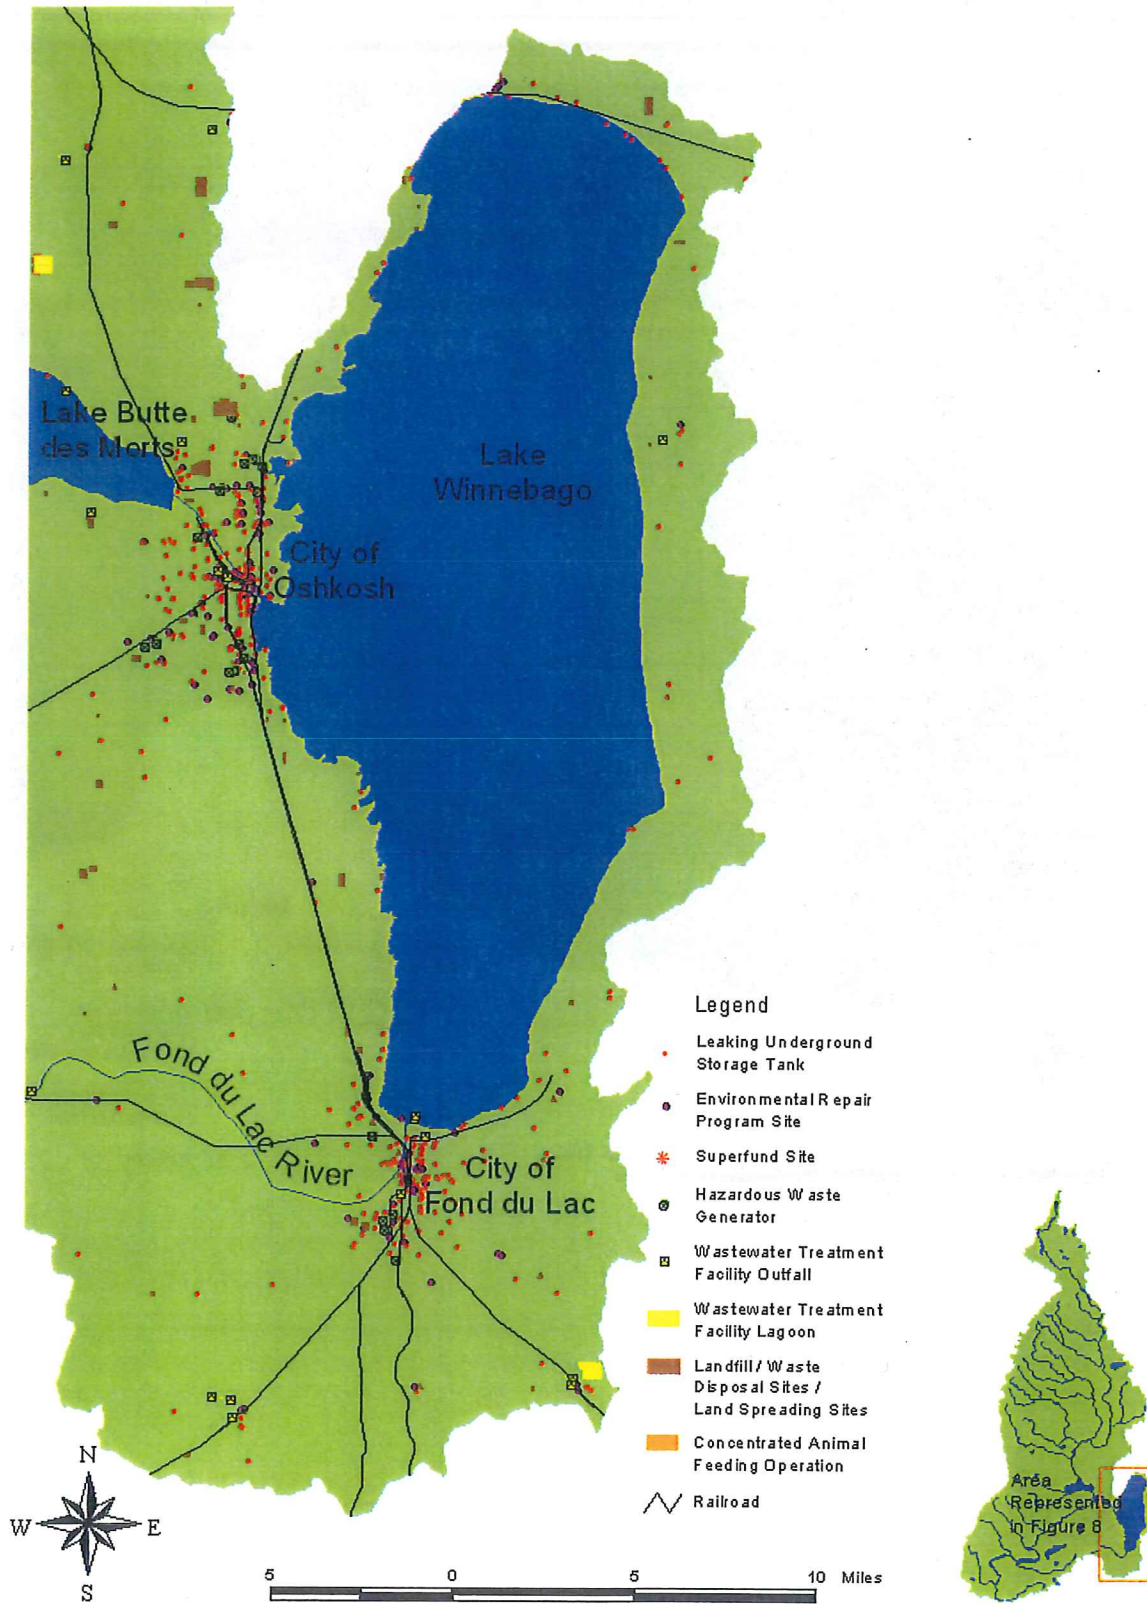 Lake Butte
des Morts
Lake
Winnebago
City of
Oshkosh
Fond du Lac River
City of
Fond du Lac
Legend
Leaking Underground
Storage Tank
Environmental Repair
Program Site
Superfund Site
Hazardous Waste
Generator
Wastewater Treatment
Facility Outfall
Wastewater Treatment
Facility Lagoon
Landfill / Waste
Disposal Sites /
Land Spreading Sites
Concentrated Animal
Feeding Operation
Railroad
N
W E
S
5 0 5 10 Miles
Area
Represented
in Figure 8